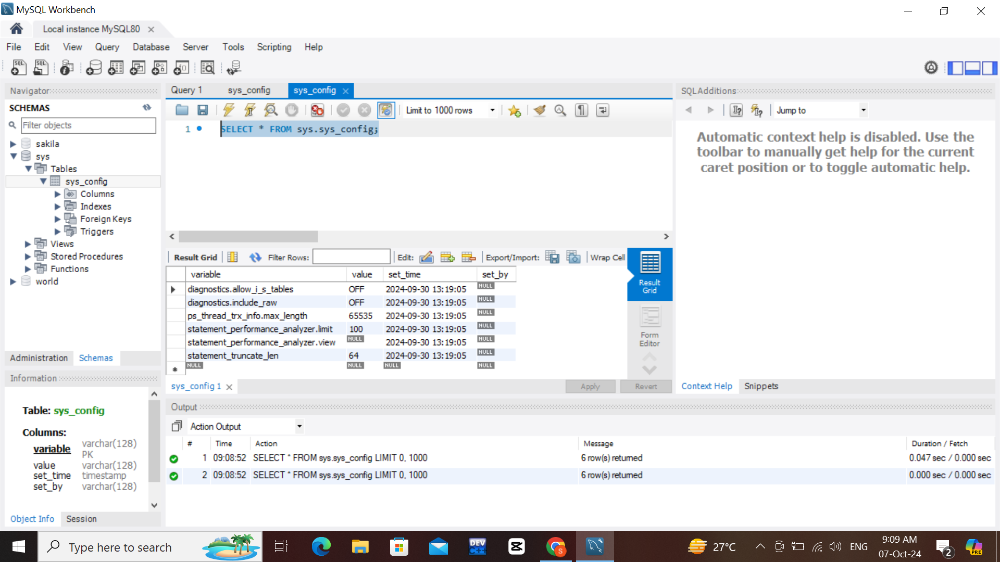 MySQL Workbench
Local instance MySQL80
File Edit View Query Database Server Tools Scripting Help
Navigator
SCHEMAS
Filter objects
sakila
sys
Tables
sys_config
Columns
Indexes
Foreign Keys
Triggers
Views
Stored Procedures
Functions
world
Administration Schemas
Information
Table: sys_config
Columns:
variable varchar(128) PK
value varchar(128)
set_time timestamp
set_by varchar(128)
Object Info Session
Query 1 sys_config sys_config
Limit to 1000 rows
1 SELECT * FROM sys.sys_config;
Result Grid Filter Rows: Edit: Export/Import: Wrap Cell
variable value set_time set_by
diagnostics.allow_i_s_tables OFF 2024-09-30 13:19:05 NULL
diagnostics.include_raw OFF 2024-09-30 13:19:05 NULL
ps_thread_trx_info.max_length 65535 2024-09-30 13:19:05 NULL
statement_performance_analyzer.limit 100 2024-09-30 13:19:05 NULL
statement_performance_analyzer.view NULL 2024-09-30 13:19:05 NULL
statement_truncate_len 64 2024-09-30 13:19:05 NULL
NULL NULL NULL NULL
Result Grid
Form Editor
sys_config 1
Apply Revert
SQLAdditions
Jump to
Automatic context help is disabled. Use the
toolbar to manually get help for the current
caret position or to toggle automatic help.
Context Help Snippets
Output
Action Output
# Time Action Message Duration / Fetch
1 09:08:52 SELECT * FROM sys.sys_config LIMIT 0, 1000 6 row(s) returned 0.047 sec / 0.000 sec
2 09:08:52 SELECT * FROM sys.sys_config LIMIT 0, 1000 6 row(s) returned 0.000 sec / 0.000 sec
Type here to search
DEV C++
S
27°C
ENG
9:09 AM
07-Oct-24
2
PRE